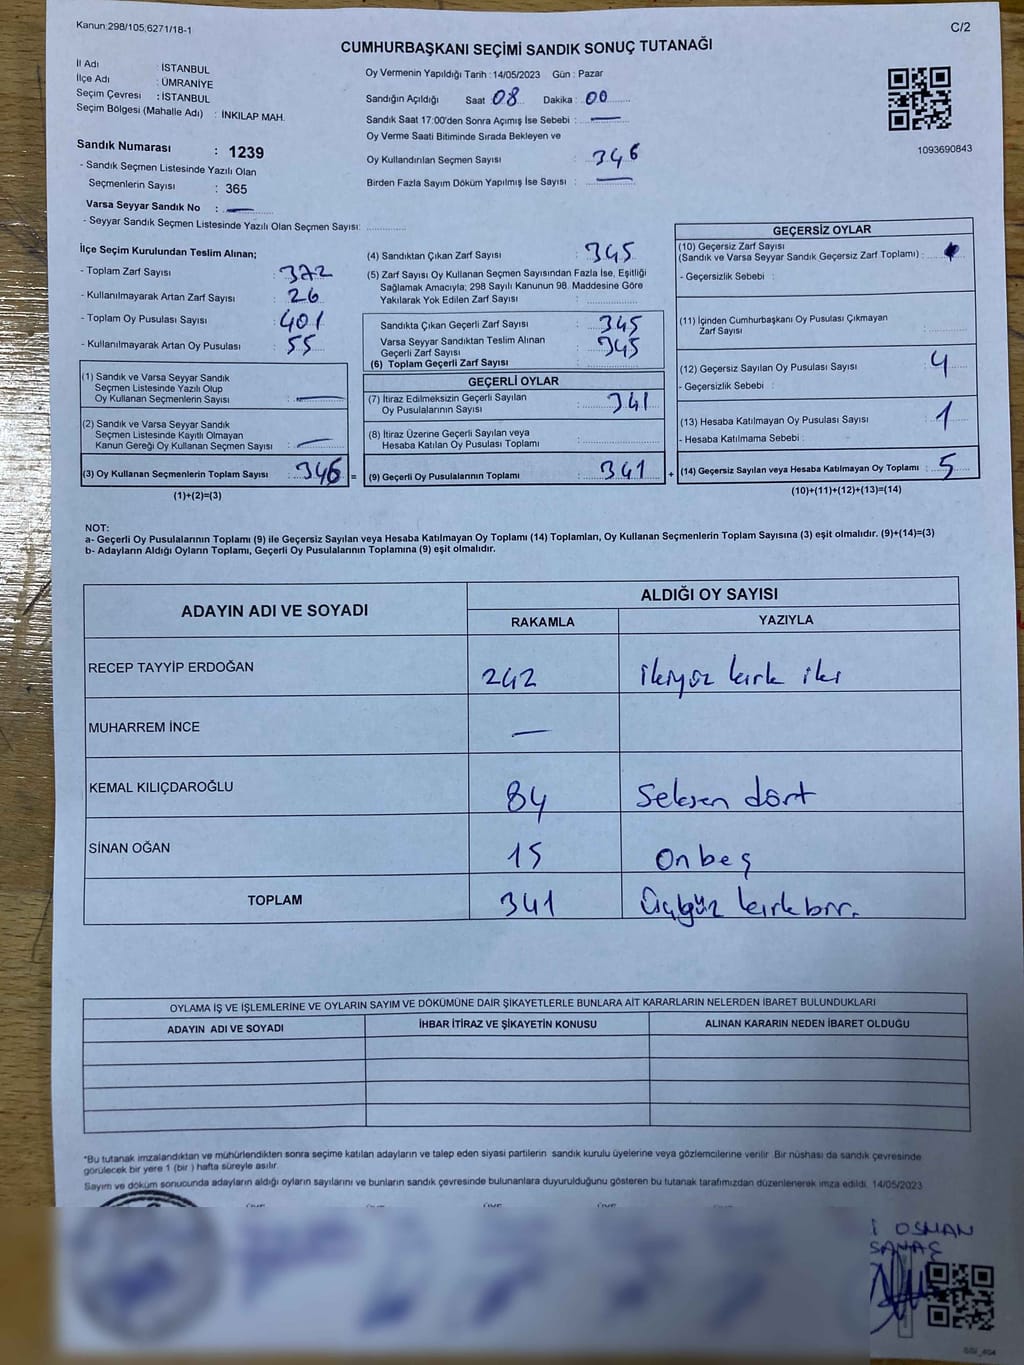 Kanun:298/105,6271/18-1
C/2
CUMHURBAŞKANI SEÇİMİ SANDIK SONUÇ TUTANAĞI
İl Adı : İSTANBUL
İlçe Adı : ÜMRANİYE
Seçim Çevresi : İSTANBUL
Seçim Bölgesi (Mahalle Adı) : İNKILAP MAH.
Sandık Numarası : 1239
- Sandık Seçmen Listesinde Yazılı Olan
Seçmenlerin Sayısı : 365
Varsa Seyyar Sandık No : —
- Seyyar Sandık Seçmen Listesinde Yazılı Olan Seçmen Sayısı:
Oy Vermenin Yapıldığı Tarih : 14/05/2023 Gün : Pazar
Sandığın Açıldığı Saat 08 Dakika : 00
Sandık Saat 17:00'den Sonra Açımış İse Sebebi : —
Oy Verme Saati Bitiminde Sırada Bekleyen ve
Oy Kullandırılan Seçmen Sayısı : 346
Birden Fazla Sayım Döküm Yapılmış İse Sayısı : —
1093690843
İlçe Seçim Kurulundan Teslim Alınan;
- Toplam Zarf Sayısı : 372
- Kullanılmayarak Artan Zarf Sayısı : 26
- Toplam Oy Pusulası Sayısı : 401
- Kullanılmayarak Artan Oy Pusulası : 55
(4) Sandıktan Çıkan Zarf Sayısı : 345
(5) Zarf Sayısı Oy Kullanan Seçmen Sayısından Fazla İse, Eşitliği
Sağlamak Amacıyla; 298 Sayılı Kanunun 98. Maddesine Göre
Yakılarak Yok Edilen Zarf Sayısı :
Sandıkta Çıkan Geçerli Zarf Sayısı : 345
Varsa Seyyar Sandıktan Teslim Alınan
Geçerli Zarf Sayısı : 345
(6) Toplam Geçerli Zarf Sayısı
GEÇERSİZ OYLAR
(10) Geçersiz Zarf Sayısı
(Sandık ve Varsa Seyyar Sandık Geçersiz Zarf Toplamı) :
- Geçersizlik Sebebi :
(11) İçinden Cumhurbaşkanı Oy Pusulası Çıkmayan
Zarf Sayısı :
(12) Geçersiz Sayılan Oy Pusulası Sayısı : 4
- Geçersizlik Sebebi :
(13) Hesaba Katılmayan Oy Pusulası Sayısı : 1
- Hesaba Katılmama Sebebi :
(14) Geçersiz Sayılan veya Hesaba Katılmayan Oy Toplamı : 5
(10)+(11)+(12)+(13)=(14)
(1) Sandık ve Varsa Seyyar Sandık
Seçmen Listesinde Yazılı Olup
Oy Kullanan Seçmenlerin Sayısı : —
(2) Sandık ve Varsa Seyyar Sandık
Seçmen Listesinde Kayıtlı Olmayan
Kanun Gereği Oy Kullanan Seçmen Sayısı : —
(3) Oy Kullanan Seçmenlerin Toplam Sayısı : 346 =
(1)+(2)=(3)
GEÇERLİ OYLAR
(7) İtiraz Edilmeksizin Geçerli Sayılan
Oy Pusulalarının Sayısı : 341
(8) İtiraz Üzerine Geçerli Sayılan veya
Hesaba Katılan Oy Pusulası Toplamı :
(9) Geçerli Oy Pusulalarının Toplamı : 341 +
NOT:
a- Geçerli Oy Pusulalarının Toplamı (9) ile Geçersiz Sayılan veya Hesaba Katılmayan Oy Toplamı (14) Toplamları, Oy Kullanan Seçmenlerin Toplam Sayısına (3) eşit olmalıdır. (9)+(14)=(3)
b- Adayların Aldığı Oyların Toplamı, Geçerli Oy Pusulalarının Toplamına (9) eşit olmalıdır.
ADAYIN ADI VE SOYADI
ALDIĞI OY SAYISI
RAKAMLA YAZIYLA
RECEP TAYYİP ERDOĞAN 242 ikiyüz kırk iki
MUHARREM İNCE —
KEMAL KILIÇDAROĞLU 84 Seksen dört
SİNAN OĞAN 15 Onbeş
TOPLAM 341 Üçyüz kırkbir.
OYLAMA İŞ VE İŞLEMLERİNE VE OYLARIN SAYIM VE DÖKÜMÜNE DAİR ŞİKAYETLERLE BUNLARA AİT KARARLARIN NELERDEN İBARET BULUNDUKLARI
ADAYIN ADI VE SOYADI İHBAR İTİRAZ VE ŞİKAYETİN KONUSU ALINAN KARARIN NEDEN İBARET OLDUĞU
*Bu tutanak imzalandıktan ve mühürlendikten sonra seçime katılan adayların ve talep eden siyasi partilerin sandık kurulu üyelerine veya gözlemcilerine verilir. Bir nüshası da sandık çevresinde
görülecek bir yere 1 (bir ) hafta süreyle asılır.
Sayım ve döküm sonucunda adayların aldığı oyların sayılarını ve bunların sandık çevresinde bulunanlara duyurulduğunu gösteren bu tutanak tarafımızdan düzenlenerek imza edildi. 14/05/2023
OSMAN